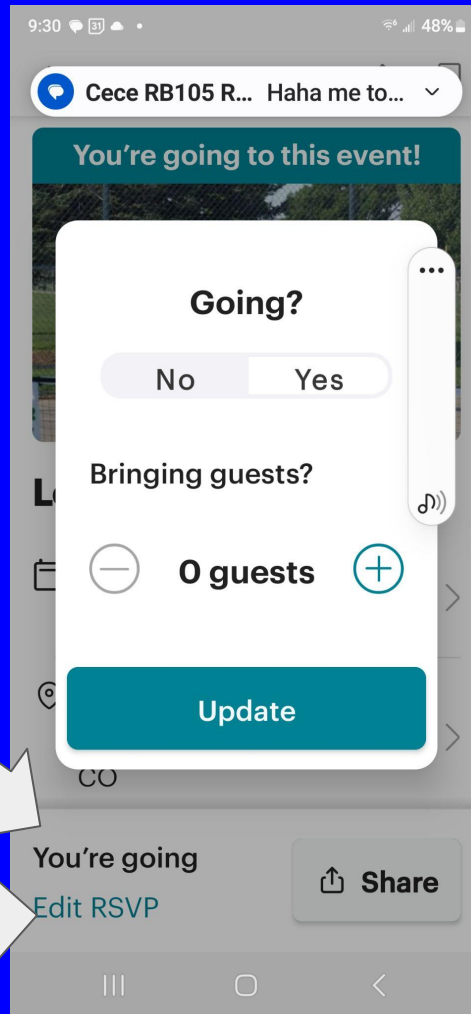 9:30 31
48%
Cece RB105 R... Haha me to...
You're going to this event!
Going?
No Yes
Bringing guests?
0 guests
Update
CO
You're going
Edit RSVP
Share